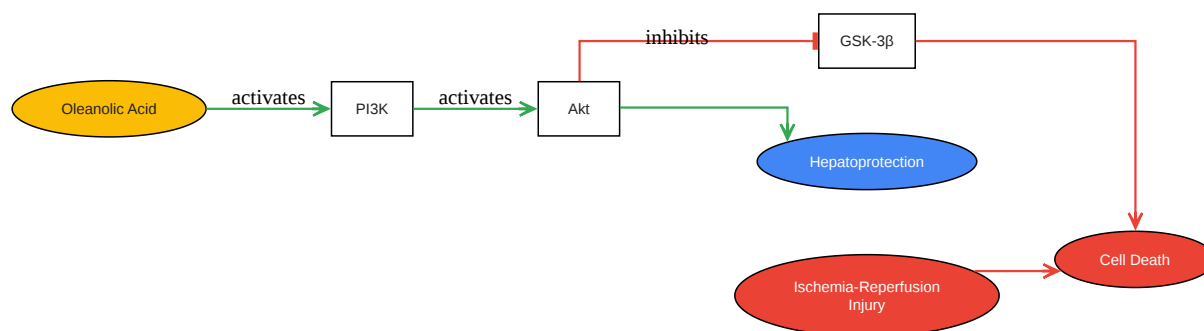 inhibits
GSK-3β
Oleanolic Acid
activates
PI3K
activates
Akt
Hepatoprotection
Cell Death
Ischemia-Reperfusion
Injury